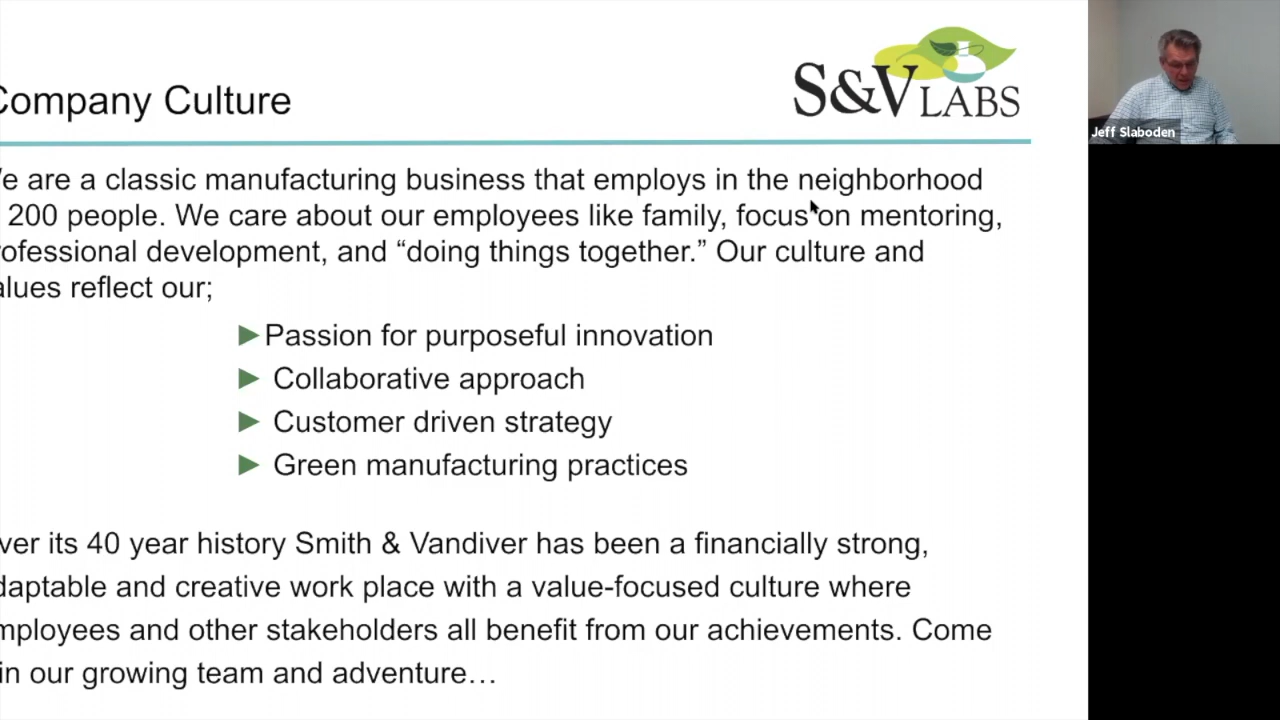 S&V LABS
Company Culture
Jeff Slaboden
e are a classic manufacturing business that employs in the neighborhood
200 people. We care about our employees like family, focus on mentoring,
ofessional development, and “doing things together.” Our culture and
alues reflect our;
►Passion for purposeful innovation
► Collaborative approach
► Customer driven strategy
► Green manufacturing practices
ver its 40 year history Smith & Vandiver has been a financially strong,
daptable and creative work place with a value-focused culture where
mployees and other stakeholders all benefit from our achievements. Come
in our growing team and adventure…